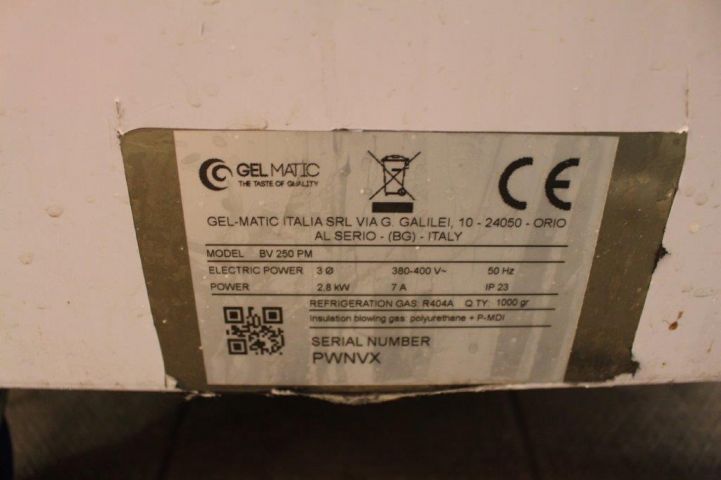 GEL MATIC
THE TASTE OF QUALITY
CE
GEL-MATIC ITALIA SRL VIA G. GALILEI, 10 - 24050 - ORIO
AL SERIO - (BG) - ITALY
MODEL BV 250 PM
ELECTRIC POWER 3 Ø 380-400 V~ 50 Hz
POWER 2,8 kW 7 A IP 23
REFRIGERATION GAS: R404A Q.TY: 1000 gr
Insulation blowing gas: polyurethane + P-MDI
SERIAL NUMBER
PWNVX